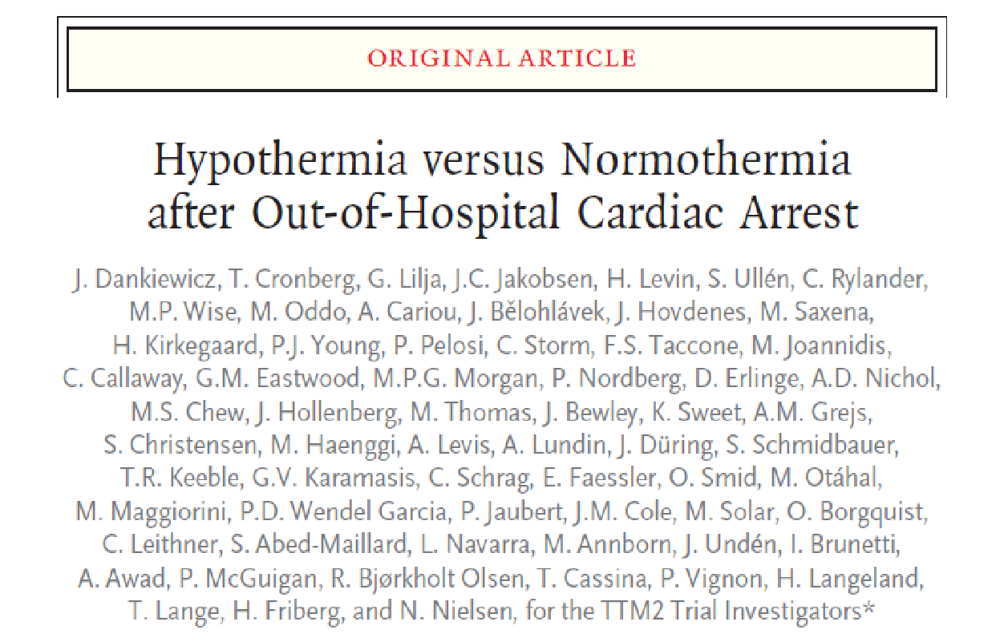 ORIGINAL ARTICLE
Hypothermia versus Normothermia
after Out-of-Hospital Cardiac Arrest
J. Dankiewicz, T. Cronberg, G. Lilja, J.C. Jakobsen, H. Levin, S. Ullén, C. Rylander,
M.P. Wise, M. Oddo, A. Cariou, J. Bělohlávek, J. Hovdenes, M. Saxena,
H. Kirkegaard, P.J. Young, P. Pelosi, C. Storm, F.S. Taccone, M. Joannidis,
C. Callaway, G.M. Eastwood, M.P.G. Morgan, P. Nordberg, D. Erlinge, A.D. Nichol,
M.S. Chew, J. Hollenberg, M. Thomas, J. Bewley, K. Sweet, A.M. Grejs,
S. Christensen, M. Haenggi, A. Levis, A. Lundin, J. Düring, S. Schmidbauer,
T.R. Keeble, G.V. Karamasis, C. Schrag, E. Faessler, O. Smid, M. Otáhal,
M. Maggiorini, P.D. Wendel Garcia, P. Jaubert, J.M. Cole, M. Solar, O. Borgquist,
C. Leithner, S. Abed-Maillard, L. Navarra, M. Annborn, J. Undén, I. Brunetti,
A. Awad, P. McGuigan, R. Bjørkholt Olsen, T. Cassina, P. Vignon, H. Langeland,
T. Lange, H. Friberg, and N. Nielsen, for the TTM2 Trial Investigators*